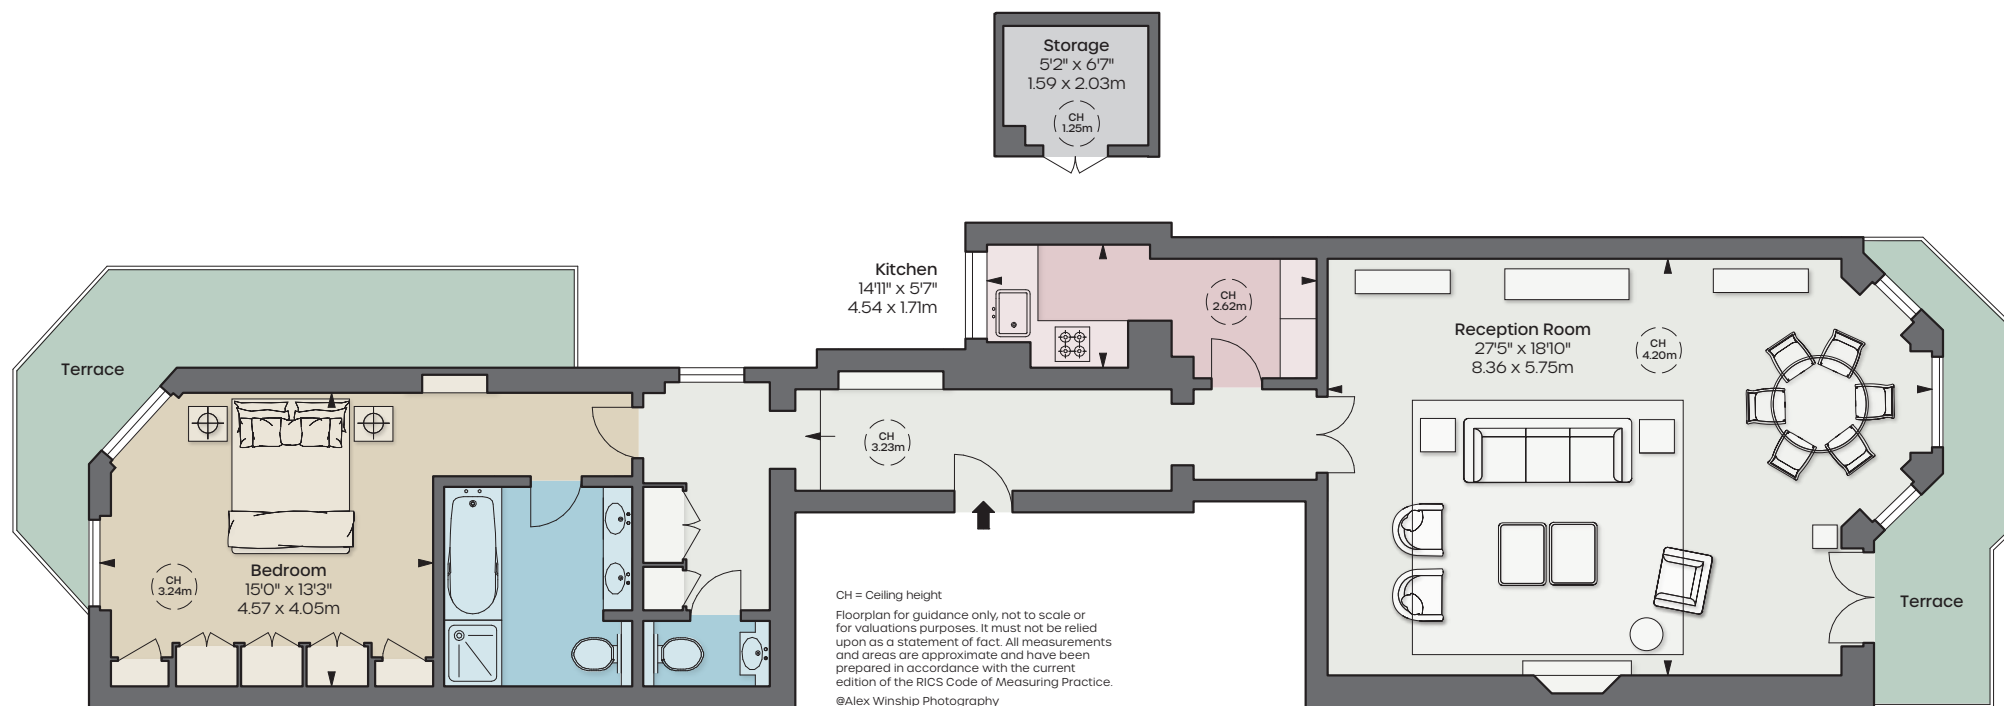 Storage
5'2" x 6'7"
1.59 x 2.03m
CH
1.25m
Kitchen
14'11" x 5'7"
4.54 x 1.71m
CH
2.62m
Reception Room
27'5" x 18'10"
8.36 x 5.75m
CH
4.20m
Terrace
CH
3.23m
Bedroom
15'0" x 13'3"
4.57 x 4.05m
CH
3.24m
Terrace
CH = Ceiling height
Floorplan for guidance only, not to scale or
for valuations purposes. It must not be relied
upon as a statement of fact. All measurements
and areas are approximate and have been
prepared in accordance with the current
edition of the RICS Code of Measuring Practice.
@Alex Winship Photography